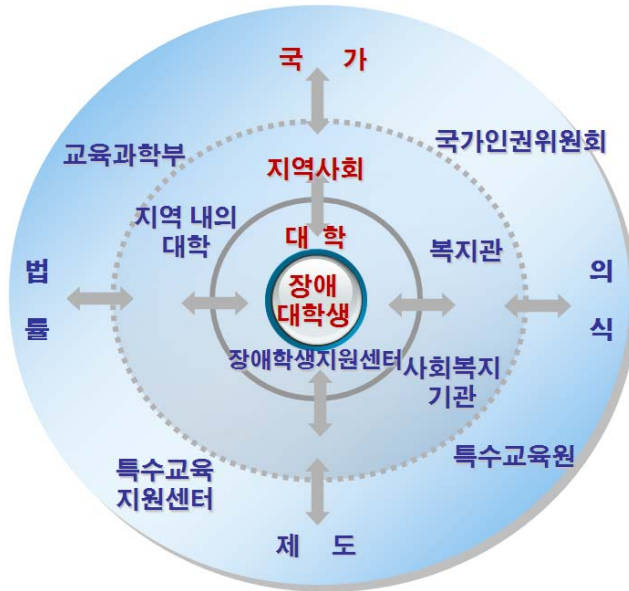 국 가
교육과학부
국가인권위원회
지역사회
지역 내의
대학
대 학
복지관
법
률
장애
대학생
의
식
장애학생지원센터
사회복지
기관
특수교육
지원센터
특수교육원
제 도